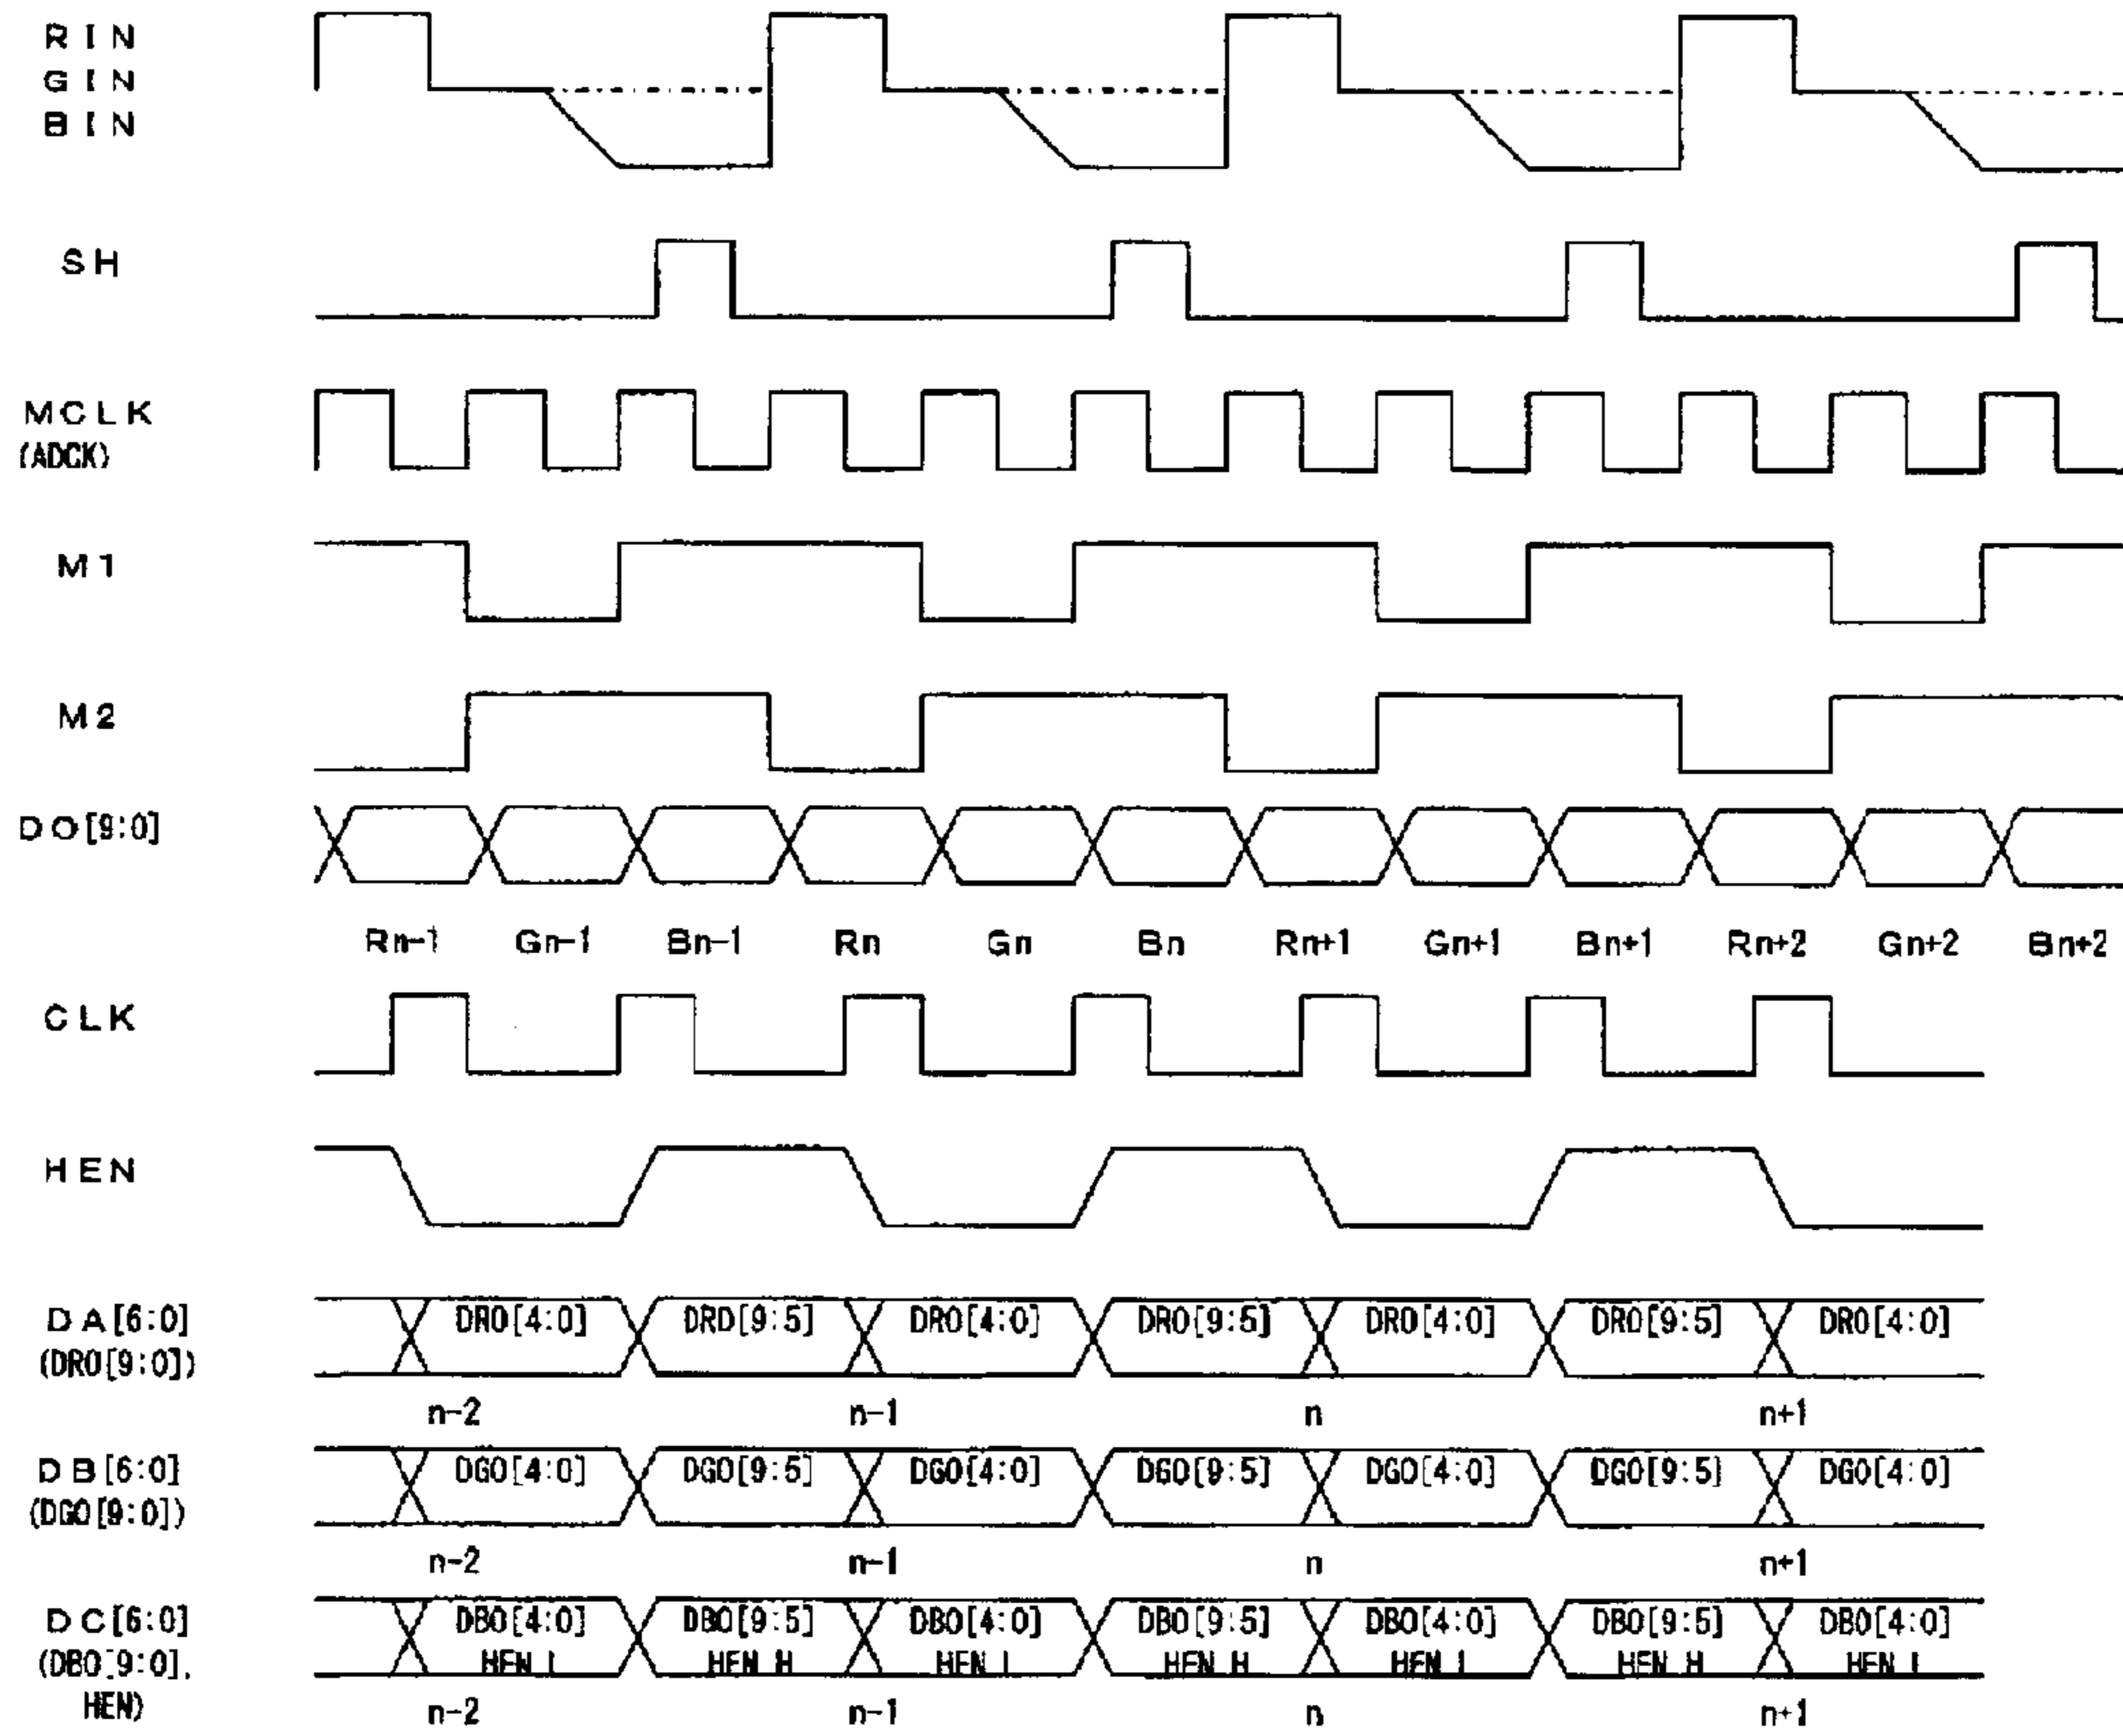 RIN
GIN
BIN
SH
MCLK
(ADCK)
M1
M2
DO[9:0]
Rn-1 Gn-1 Bn-1 Rn Gn Bn Rn+1 Gn+1 Bn+1 Rn+2 Gn+2 Bn+2
CLK
HEN
DA[6:0]
(DRO[9:0])
DRO[4:0] DRD[9:5] DRO[4:0] DRO[9:5] DRO[4:0] DRO[9:5] DRO[4:0]
n-2 n-1 n n+1
DB[6:0]
(DGO[9:0])
DGO[4:0] DGO[9:5] DGO[4:0] DGO[9:5] DGO[4:0] DGO[9:5] DGO[4:0]
n-2 n-1 n n+1
DC[6:0]
(DBO[9:0],
HEN)
DBO[4:0] DBO[9:5] DBO[4:0] DBO[9:5] DBO[4:0] DBO[9:5] DBO[4:0]
HEN L HEN H HEN L HEN H HEN L HEN H HEN L
n-2 n-1 n n+1